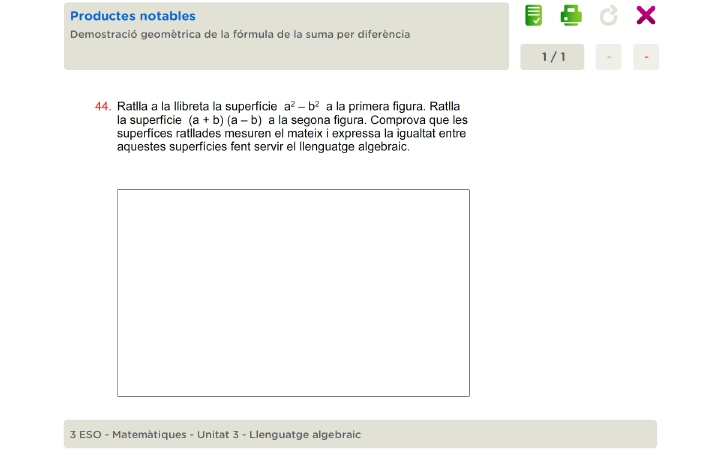 Productes notables
Demostració geomètrica de la fórmula de la suma per diferència
1 / 1
-
-
44. Ratlla a la llibreta la superfície a² – b² a la primera figura. Ratlla
la superfície (a + b) (a – b) a la segona figura. Comprova que les
superfíces ratllades mesuren el mateix i expressa la igualtat entre
aquestes superfícies fent servir el llenguatge algebraic.
3 ESO - Matemàtiques - Unitat 3 - Llenguatge algebraic